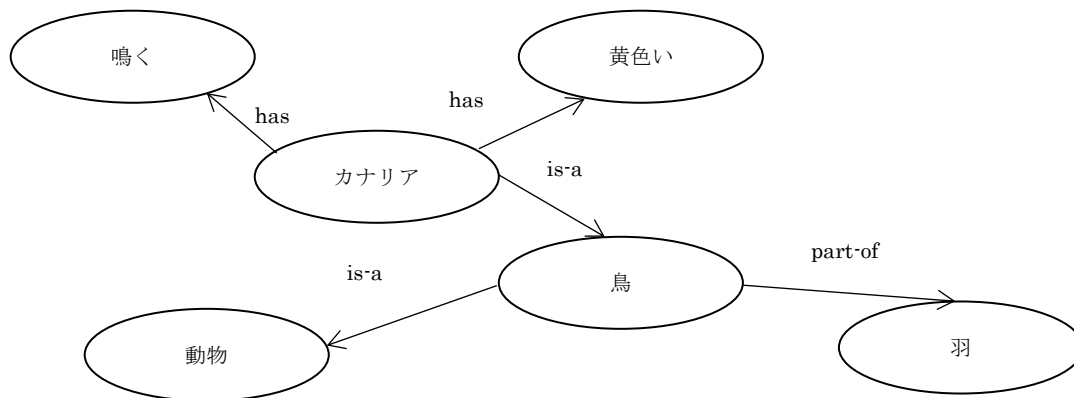 鳴く
黄色い
has
has
カナリア
is-a
is-a
鳥
part-of
動物
羽